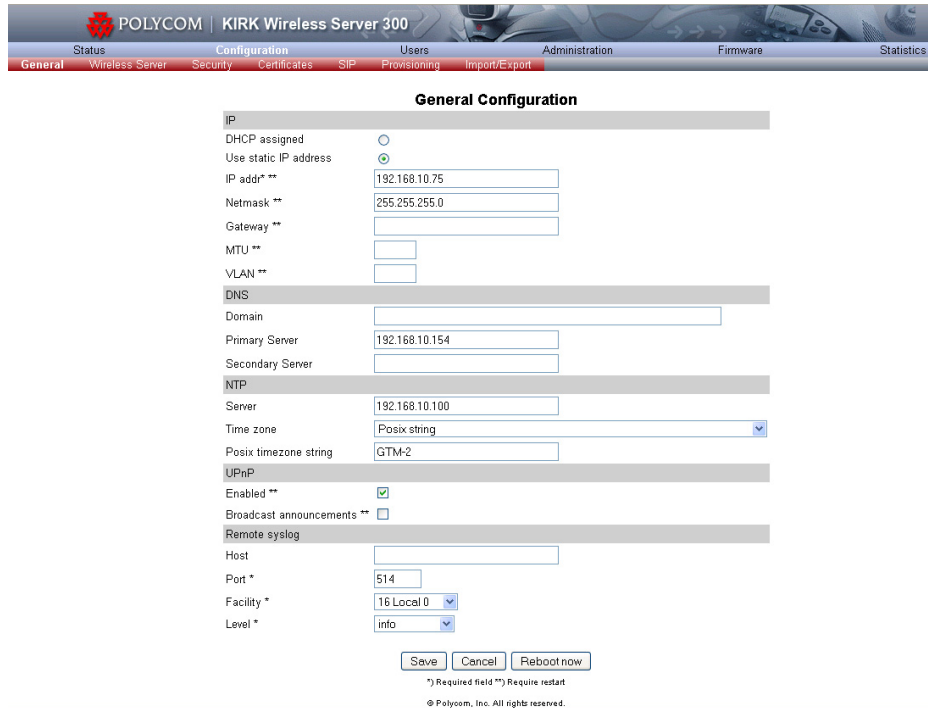 POLYCOM | KIRK Wireless Server 300
Status Configuration Users Administration Firmware Statistics
General Wireless Server Security Certificates SIP Provisioning Import/Export
General Configuration
IP
DHCP assigned
Use static IP address
IP addr* ** 192.168.10.75
Netmask ** 255.255.255.0
Gateway **
MTU **
VLAN **
DNS
Domain
Primary Server 192.168.10.154
Secondary Server
NTP
Server 192.168.10.100
Time zone Posix string
Posix timezone string GTM-2
UPnP
Enabled **
Broadcast announcements **
Remote syslog
Host
Port * 514
Facility * 16 Local 0
Level * info
Save Cancel Reboot now
*) Required field **) Require restart
© Polycom, Inc. All rights reserved.